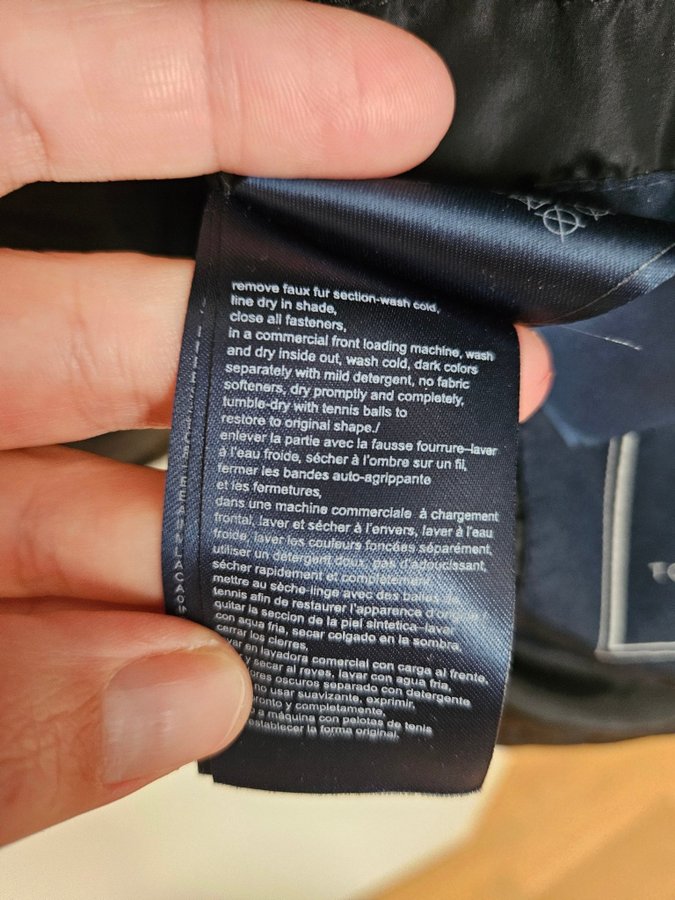 remove faux fur section-wash cold,
line dry in shade,
close all fasteners,
in a commercial front loading machine, wash
and dry inside out, wash cold, dark colors
separately with mild detergent, no fabric
softeners, dry promptly and completely,
tumble-dry with tennis balls to
restore to original shape./
enlever la partie avec la fausse fourrure-laver
à l'eau froide, sécher à l'ombre sur un fil,
fermer les bandes auto-agrippante
et les fermetures,
dans une machine commerciale à chargement
frontal, laver et sécher à l'envers, laver à l'eau
froide, laver les couleurs foncées séparément,
utiliser un détergent doux, pas d'adoucissant,
sécher rapidement et complètement,
mettre au sèche-linge avec des balles
tennis afin de restaurer l'apparence
quitar la seccion de la piel sintetica-lavar
con aqua fria, secar colgado en la sombra,
cerrar los cierres,
en lavadora comercial con carga al frente,
y secar al reves, lavar con agua fria,
oscuros separado con detergente
no usar suavizante, exprimir,
y completamente
a máquina con pelotas de tenis
la forma original.